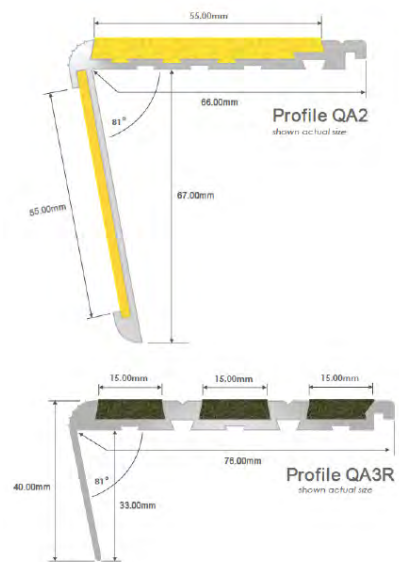 55.00mm
66.00mm
Profile QA2
shown actual size
81°
67.00mm
55.00mm
15.00mm 15.00mm 15.00mm
76.00mm
Profile QA3R
shown actual size
40.00mm
81°
33.00mm